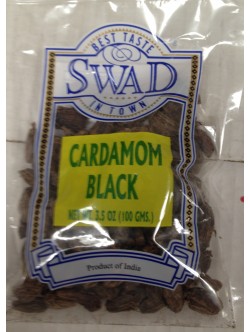 BEST TASTE
&
SWAD
IN TOWN
CARDAMOM
BLACK
NET WT 3.5 OZ (100 GMS.)
Product of India